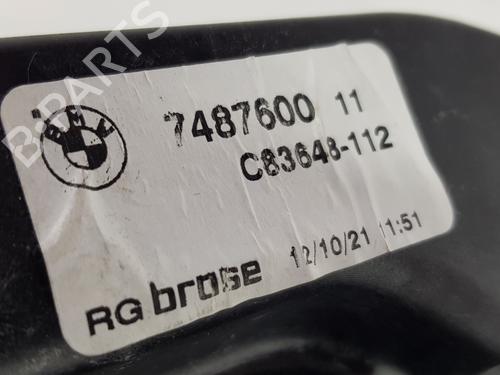 B-PARTS
BMW
7487600 11
C83648-112
RG brose 12/10/21 11:51